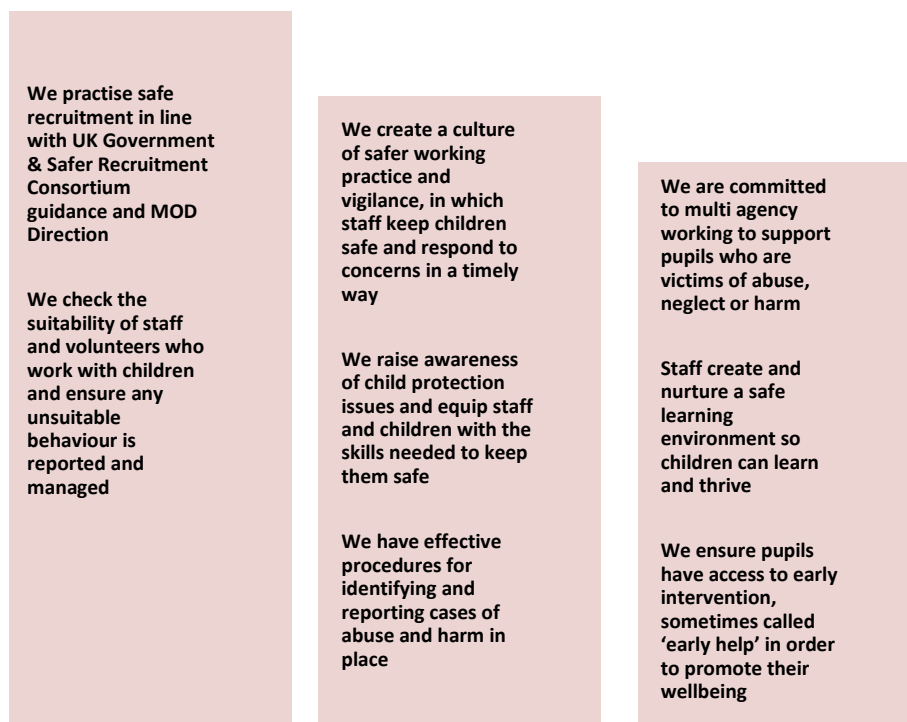 We practise safe
recruitment in line
with UK Government
& Safer Recruitment
Consortium
guidance and MOD
Direction
We check the
suitability of staff
and volunteers who
work with children
and ensure any
unsuitable
behaviour is
reported and
managed
We create a culture
of safer working
practice and
vigilance, in which
staff keep children
safe and respond to
concerns in a timely
way
We raise awareness
of child protection
issues and equip staff
and children with the
skills needed to keep
them safe
We have effective
procedures for
identifying and
reporting cases of
abuse and harm in
place
We are committed
to multi agency
working to support
pupils who are
victims of abuse,
neglect or harm
Staff create and
nurture a safe
learning
environment so
children can learn
and thrive
We ensure pupils
have access to early
intervention,
sometimes called
‘early help’ in order
to promote their
wellbeing